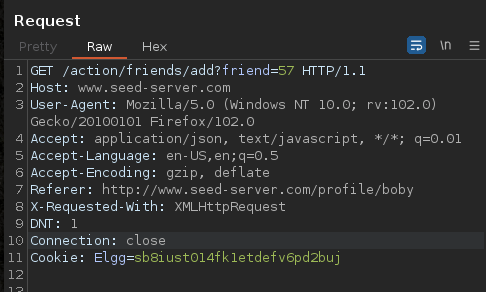 Request
Pretty Raw Hex
\n
1 GET /action/friends/add?friend=57 HTTP/1.1
2 Host: www.seed-server.com
3 User-Agent: Mozilla/5.0 (Windows NT 10.0; rv:102.0)
Gecko/20100101 Firefox/102.0
4 Accept: application/json, text/javascript, */*; q=0.01
5 Accept-Language: en-US,en;q=0.5
6 Accept-Encoding: gzip, deflate
7 Referer: http://www.seed-server.com/profile/boby
8 X-Requested-With: XMLHttpRequest
9 DNT: 1
10 Connection: close
11 Cookie: Elgg=sb8iust014fk1etdefv6pd2buj